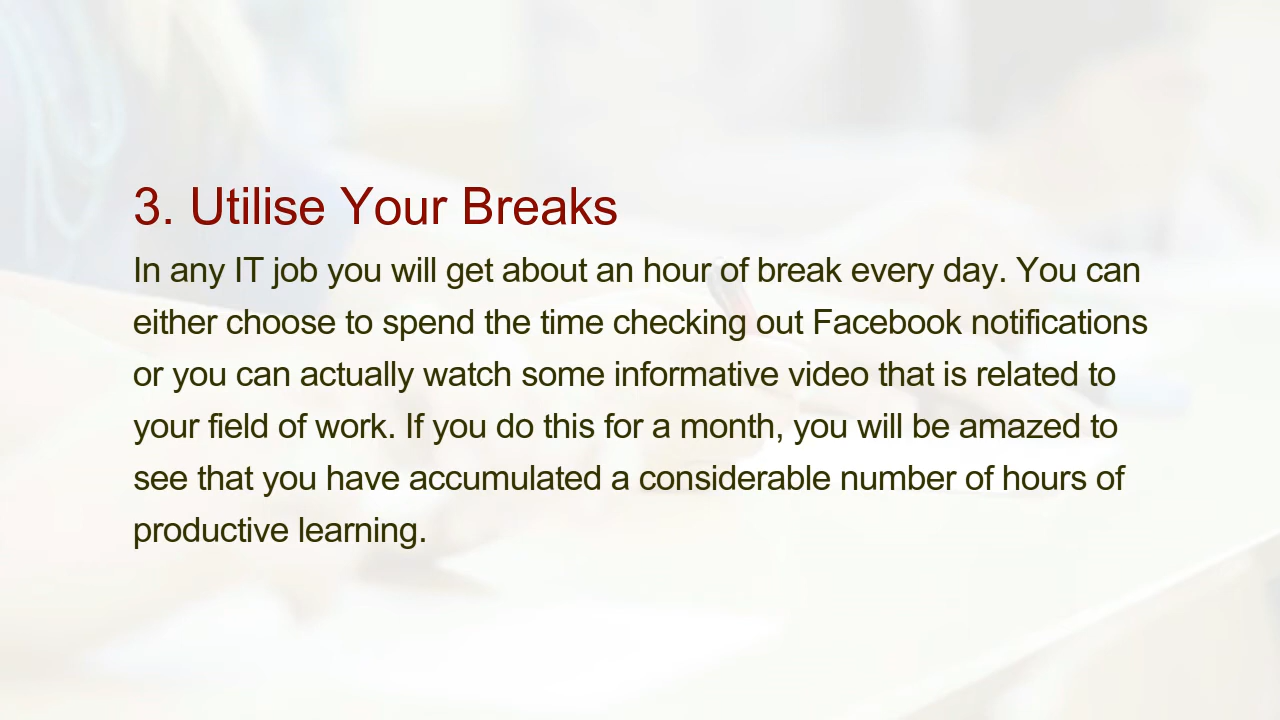 3. Utilise Your Breaks
In any IT job you will get about an hour of break every day. You can
either choose to spend the time checking out Facebook notifications
or you can actually watch some informative video that is related to
your field of work. If you do this for a month, you will be amazed to
see that you have accumulated a considerable number of hours of
productive learning.